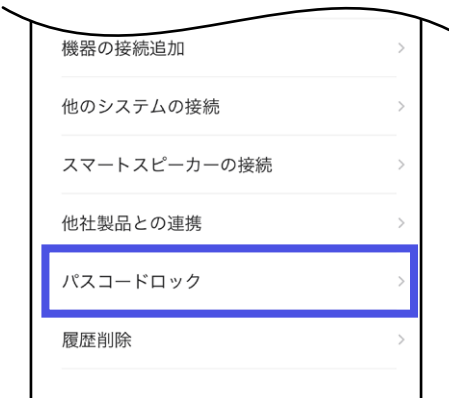 機器の接続追加
他のシステムの接続
スマートスピーカーの接続
他社製品との連携
パスコードロック
履歴削除